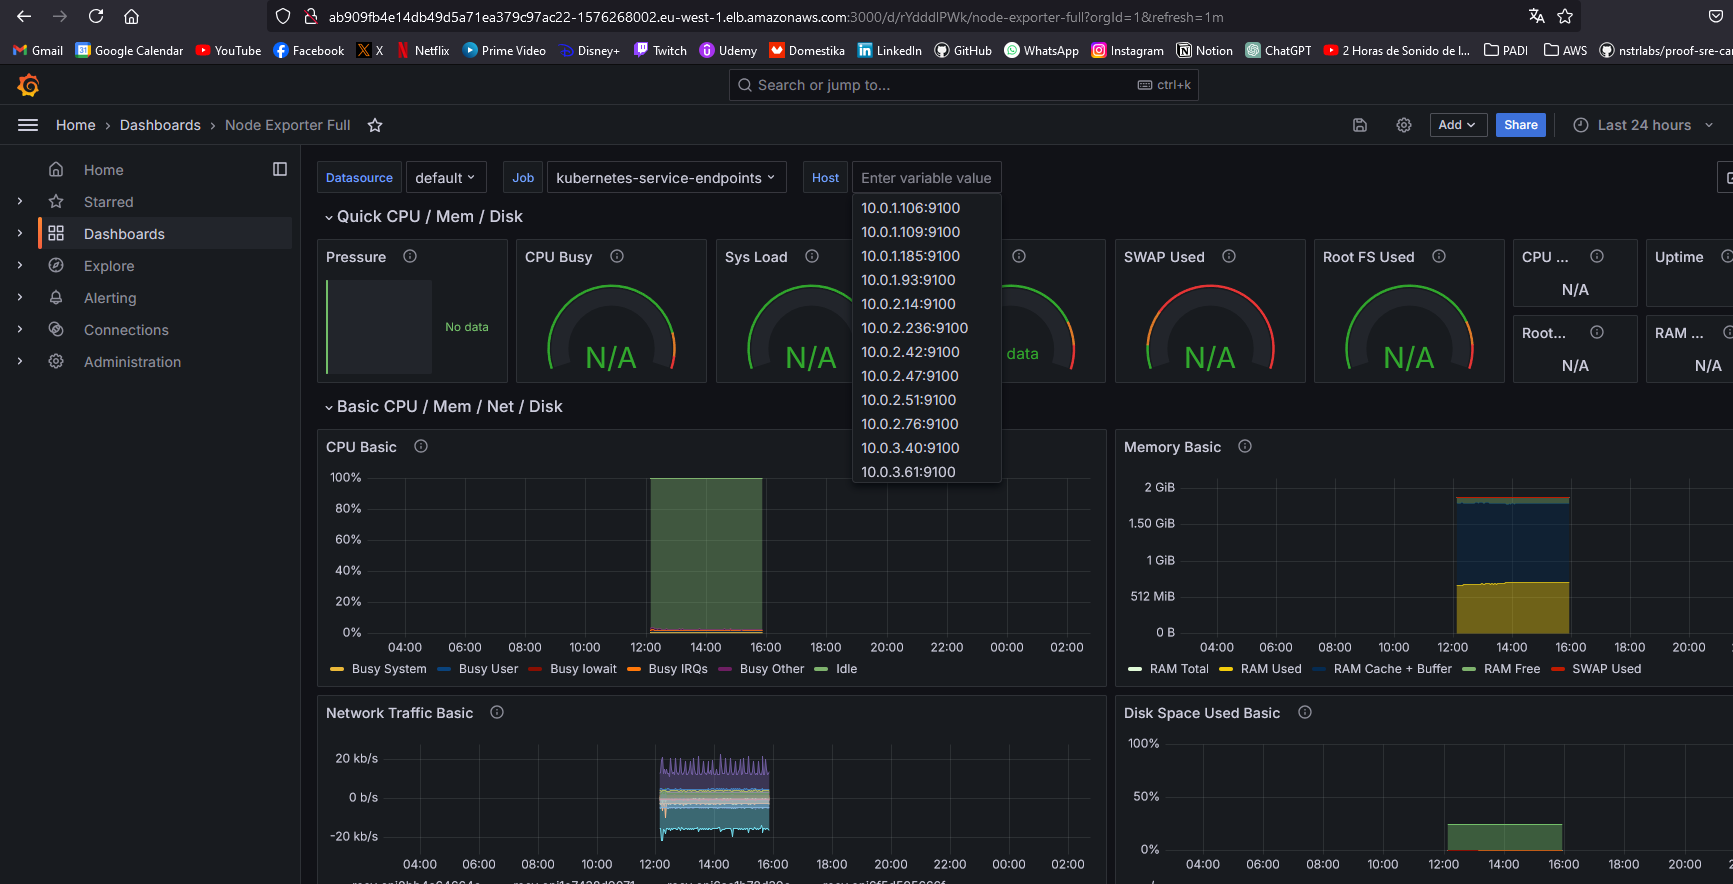 ab909fb4e14db49d5a71ea379c97ac22-1576268002.eu-west-1.elb.amazonaws.com:3000/d/rYdddlPWk/node-exporter-full?orgId=1&refresh=1m
Gmail Google Calendar YouTube Facebook X Netflix Prime Video Disney+ Twitch Udemy Domestika LinkedIn GitHub WhatsApp Instagram Notion ChatGPT 2 Horas de Sonido de l... PADI AWS nstrlabs/proof-sre-ca
Search or jump to... ctrl+k
Home › Dashboards › Node Exporter Full
Add Share Last 24 hours
Home
Starred
Dashboards
Explore
Alerting
Connections
Administration
Datasource default Job kubernetes-service-endpoints Host Enter variable value
10.0.1.106:9100
10.0.1.109:9100
10.0.1.185:9100
10.0.1.93:9100
10.0.2.14:9100
10.0.2.236:9100
10.0.2.42:9100
10.0.2.47:9100
10.0.2.51:9100
10.0.2.76:9100
10.0.3.40:9100
10.0.3.61:9100
Quick CPU / Mem / Disk
Pressure
No data
CPU Busy
N/A
Sys Load
N/A
data
SWAP Used
N/A
Root FS Used
N/A
CPU ...
N/A
Uptime
Root...
N/A
RAM ...
N/A
Basic CPU / Mem / Net / Disk
CPU Basic
100%
80%
60%
40%
20%
0%
04:00 06:00 08:00 10:00 12:00 14:00 16:00 18:00 20:00 22:00 00:00 02:00
Busy System Busy User Busy Iowait Busy IRQs Busy Other Idle
Memory Basic
2 GiB
1.50 GiB
1 GiB
512 MiB
0 B
04:00 06:00 08:00 10:00 12:00 14:00 16:00 18:00 20:00
RAM Total RAM Used RAM Cache + Buffer RAM Free SWAP Used
Network Traffic Basic
20 kb/s
0 b/s
-20 kb/s
04:00 06:00 08:00 10:00 12:00 14:00 16:00 18:00 20:00 22:00 00:00 02:00
Disk Space Used Basic
100%
50%
0%
04:00 06:00 08:00 10:00 12:00 14:00 16:00 18:00 20:00